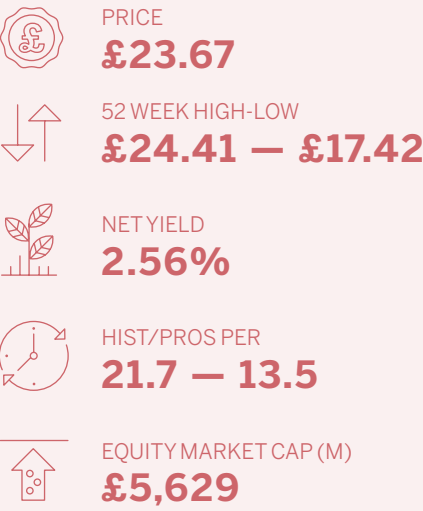 £
PRICE
£23.67
52 WEEK HIGH-LOW
£24.41 — £17.42
NET YIELD
2.56%
HIST/PROS PER
21.7 — 13.5
EQUITY MARKET CAP (M)
£5,629